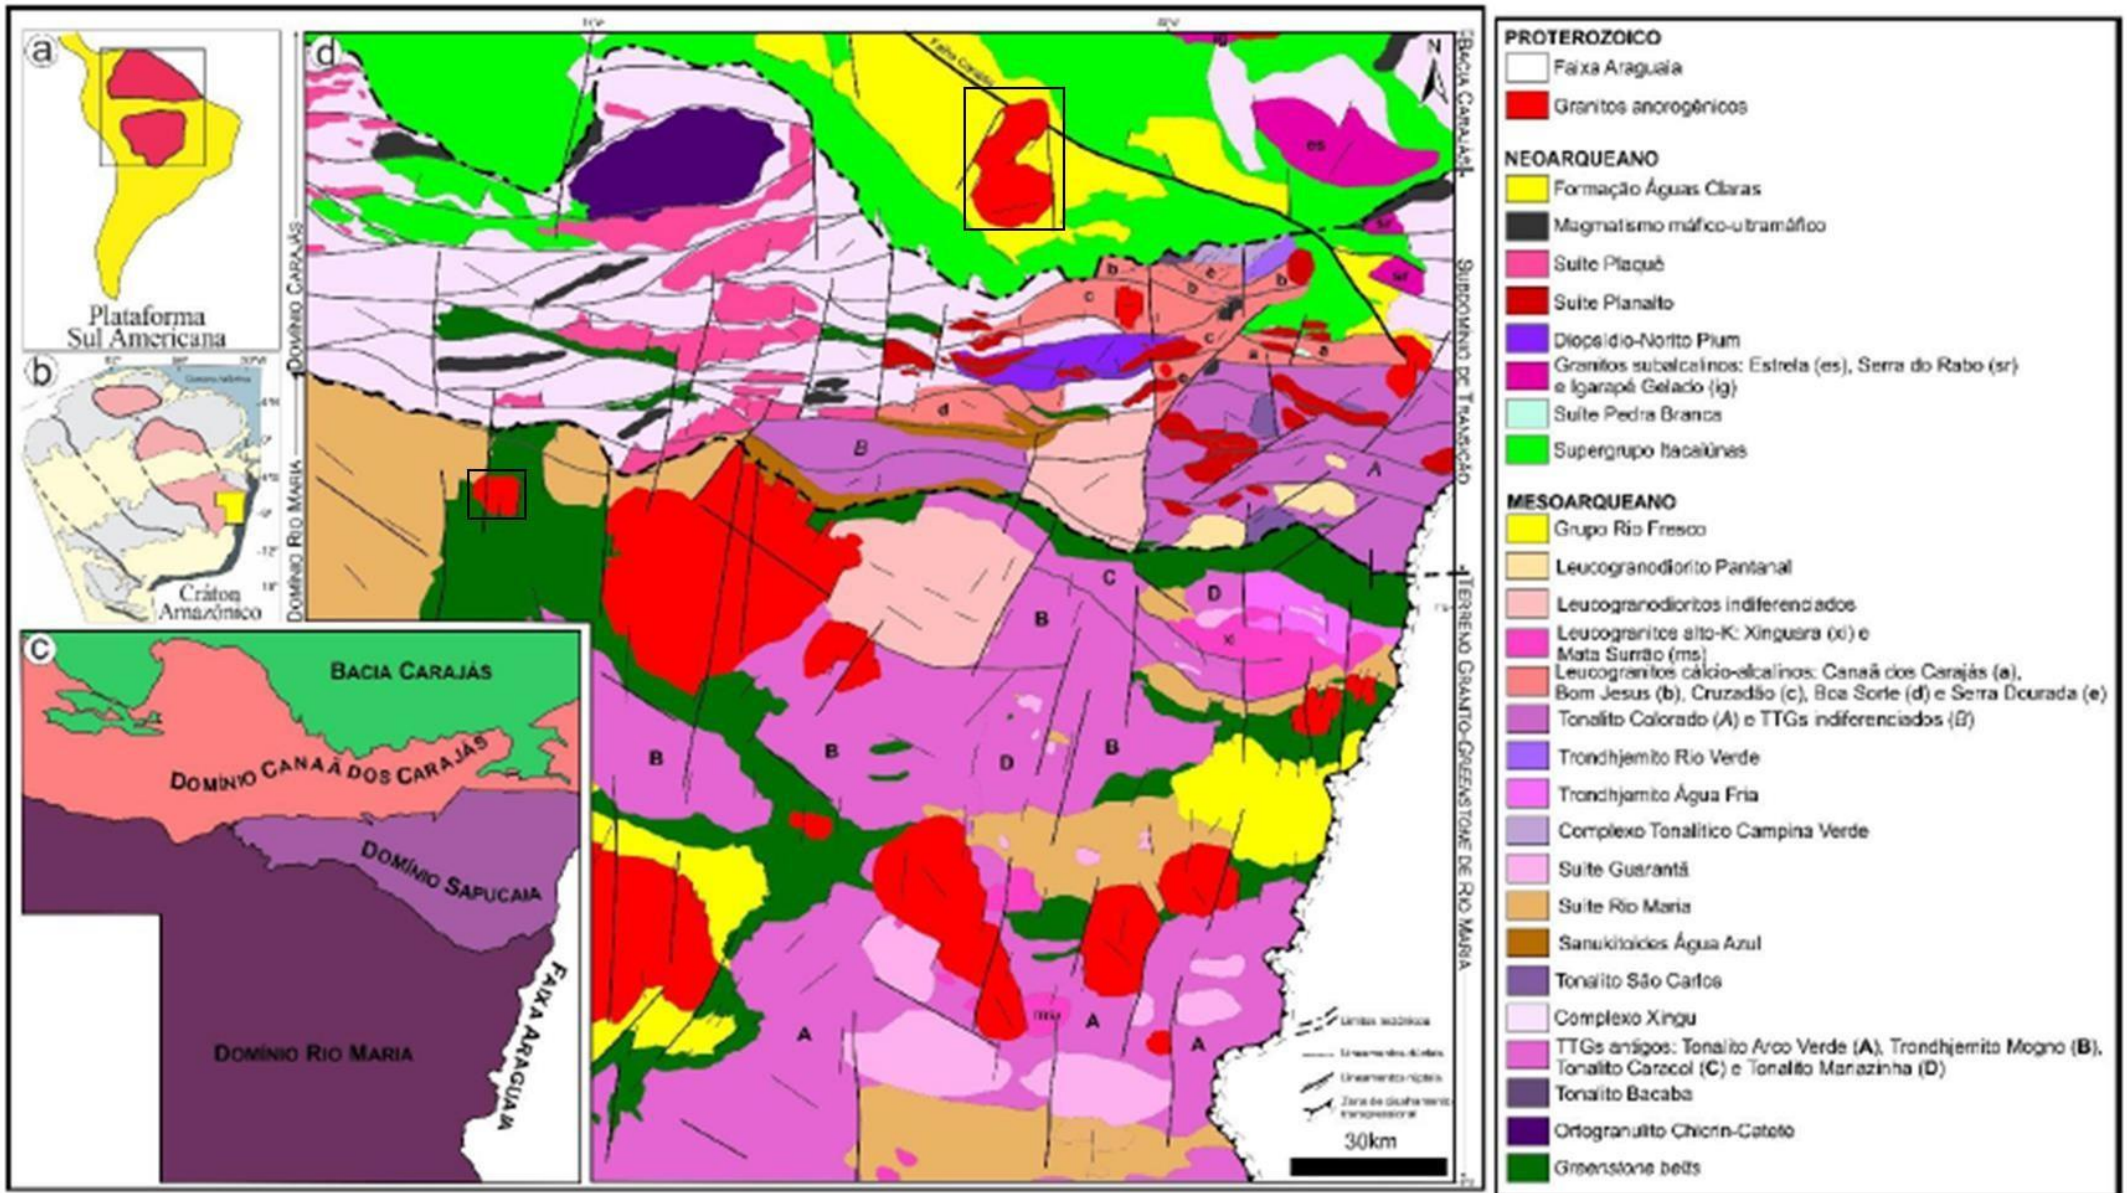 a
Plataforma
Sul Americana
b
Cráton
Amazônico
c
BACIA CARAJÁS
DOMÍNIO CANAÃ DOS CARAJÁS
DOMÍNIO SAPUCAIA
DOMÍNIO RIO MARIA
FAIXA ARAGUAIA
d
DOMÍNIO CARAJÁS
DOMÍNIO RIO MARIA
BACIA CARAJÁS
SUBDOMÍNIO DE TRANSIÇÃO
TERRENO GRANITO-GREENSTONE DE RIO MARIA
N
es
sr
b
e
b
b
c
c
a
a
e
d
B
A
C
D
B
xi
B
B
D
B
A
A
A
30km
PROTEROZOICO
Faixa Araguaia
Granitos anorogênicos
NEOARQUEANO
Formação Águas Claras
Magmatismo máfico-ultramáfico
Suíte Plaquê
Suíte Planalto
Diopsídio-Norito Pium
Granitos subalcalinos: Estrela (es), Serra do Rabo (sr)
e Igarapé Gelado (ig)
Suíte Pedra Branca
Supergrupo Itacaiúnas
MESOARQUEANO
Grupo Rio Fresco
Leucogranodiorito Pantanal
Leucogranodioritos indiferenciados
Leucogranitos alto-K: Xinguara (xi) e
Mata Surrão (ms)
Leucogranitos cálcio-alcalinos: Canaã dos Carajás (a),
Bom Jesus (b), Cruzadão (c), Boa Sorte (d) e Serra Dourada (e)
Tonalito Colorado (A) e TTGs indiferenciados (B)
Trondhjemito Rio Verde
Trondhjemito Água Fria
Complexo Tonalítico Campina Verde
Suíte Guarantã
Suíte Rio Maria
Sanukitoides Água Azul
Tonalito São Carlos
Complexo Xingu
TTGs antigos: Tonalito Arco Verde (A), Trondhjemito Mogno (B),
Tonalito Caracol (C) e Tonalito Mariazinha (D)
Tonalito Bacaba
Ortogranulito Chicrin-Cateté
Greenstone belts